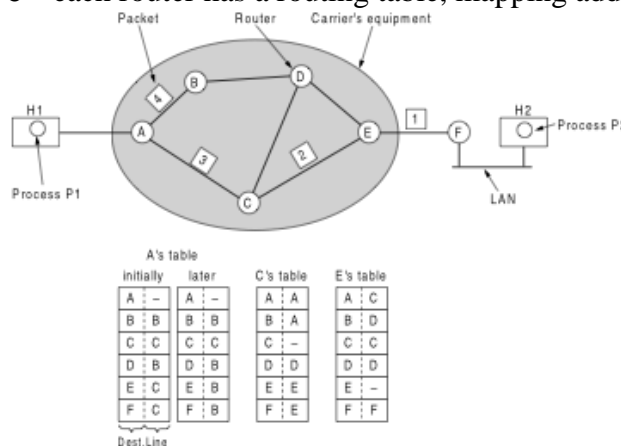 each router has a routing table, mapping add
Packet Router Carrier's equipment
B D
4
H1 1 H2
A E F
3 2
Process P2
Process P1
C LAN
A's table
initially later C's table E's table
A – A – A A A C
B B B B B A B D
C C C C C – C C
D B D B D D D D
E C E B E E E –
F C F B F E F F
Dest. Line